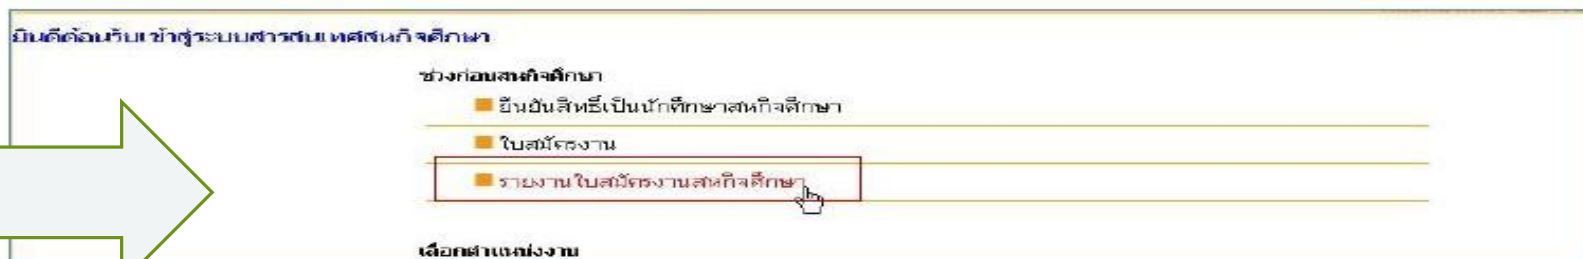 ยินดีต้อนรับเข้าสู่ระบบสารสนเทศสหกิจศึกษา
ช่วงก่อนสหกิจศึกษา
ยืนยันสิทธิ์เป็นนักศึกษาสหกิจศึกษา
ใบสมัครงาน
รายงานใบสมัครงานสหกิจศึกษา
เลือกตำแหน่งงาน